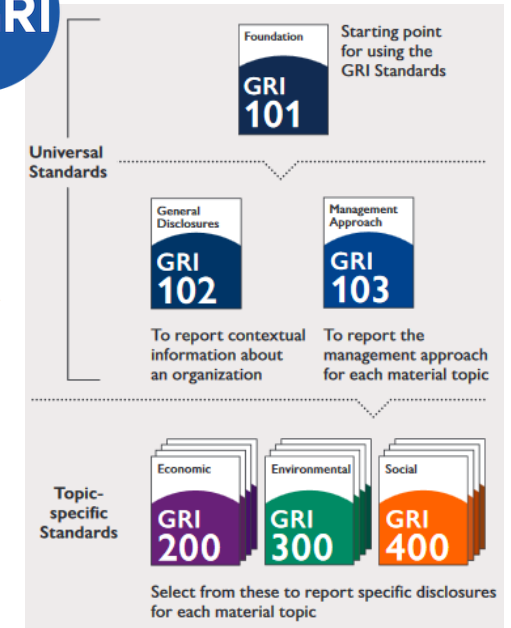 RI
Foundation
GRI
101
Starting point
for using the
GRI Standards
Universal
Standards
General
Disclosures
GRI
102
Management
Approach
GRI
103
To report contextual
information about
an organization
To report the
management approach
for each material topic
Topic-
specific
Standards
Economic
GRI
200
Environmental
GRI
300
Social
GRI
400
Select from these to report specific disclosures
for each material topic